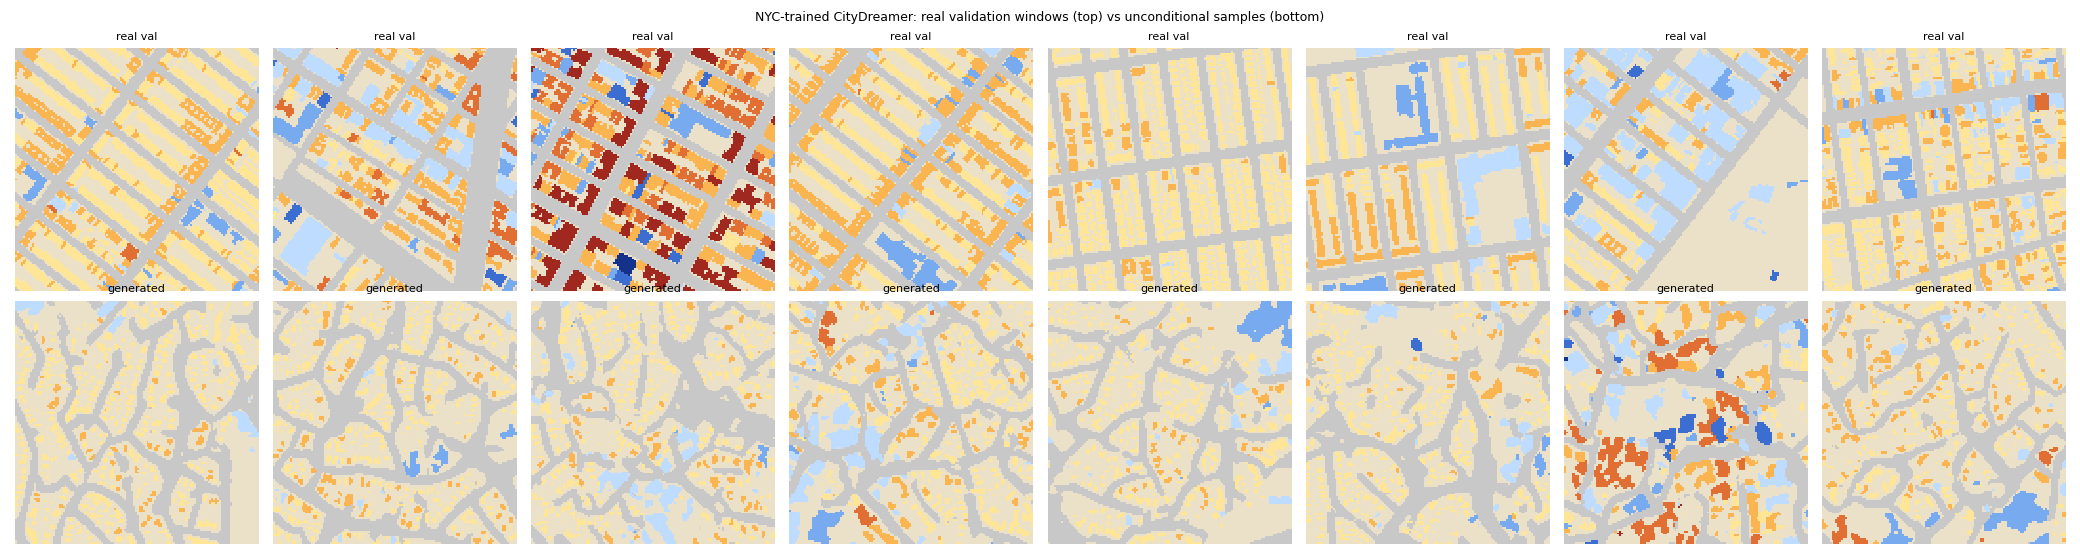 NYC-trained CityDreamer: real validation windows (top) vs unconditional samples (bottom)
real val
real val
real val
real val
real val
real val
real val
real val
generated
generated
generated
generated
generated
generated
generated
generated